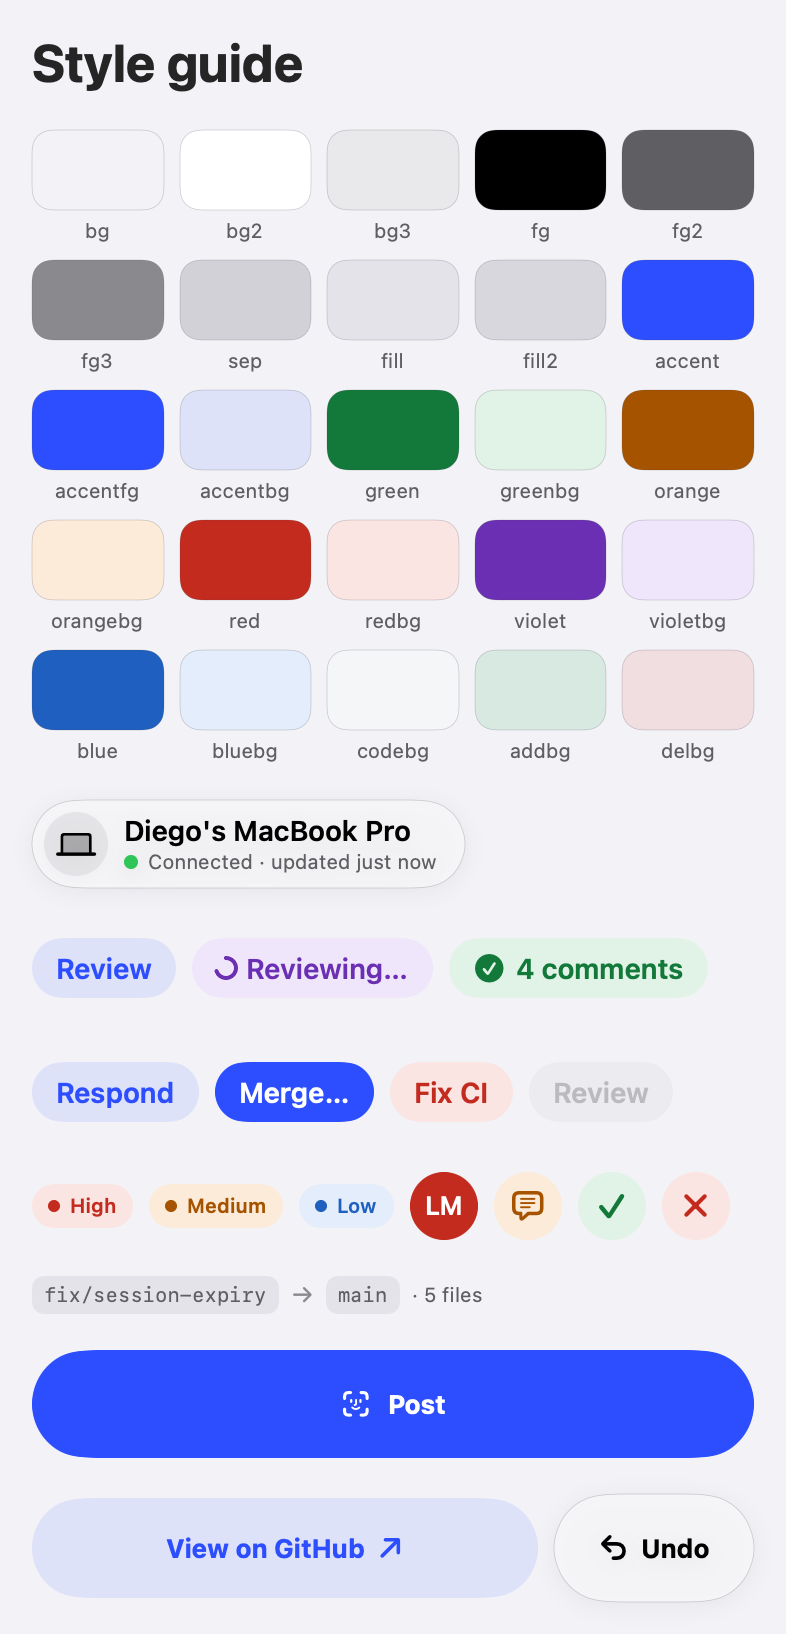 Style guide
bg bg2 bg3 fg fg2
fg3 sep fill fill2 accent
accentfg accentbg green greenbg orange
orangebg red redbg violet violetbg
blue bluebg codebg addbg delbg
Diego's MacBook Pro
Connected · updated just now
Review Reviewing... 4 comments
Respond Merge... Fix CI Review
High Medium Low LM
fix/session-expiry → main · 5 files
Post
View on GitHub Undo